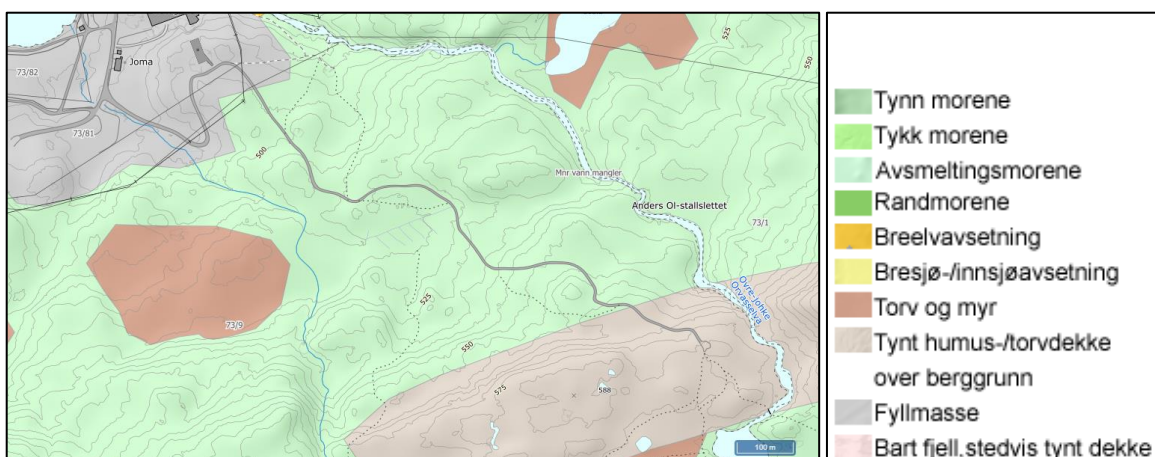 Joma
73/82
73/81
500
525
550
Mnr vann mangler
Anders Ol-stallslettet
73/1
Øvre-johke
Orvasselva
525
73/9
550
575
588
100 m
Tynn morene
Tykk morene
Avsmeltingsmorene
Randmorene
Breelvavsetning
Bresjø-/innsjøavsetning
Torv og myr
Tynt humus-/torvdekke
over berggrunn
Fyllmasse
Bart fjell, stedvis tynt dekke